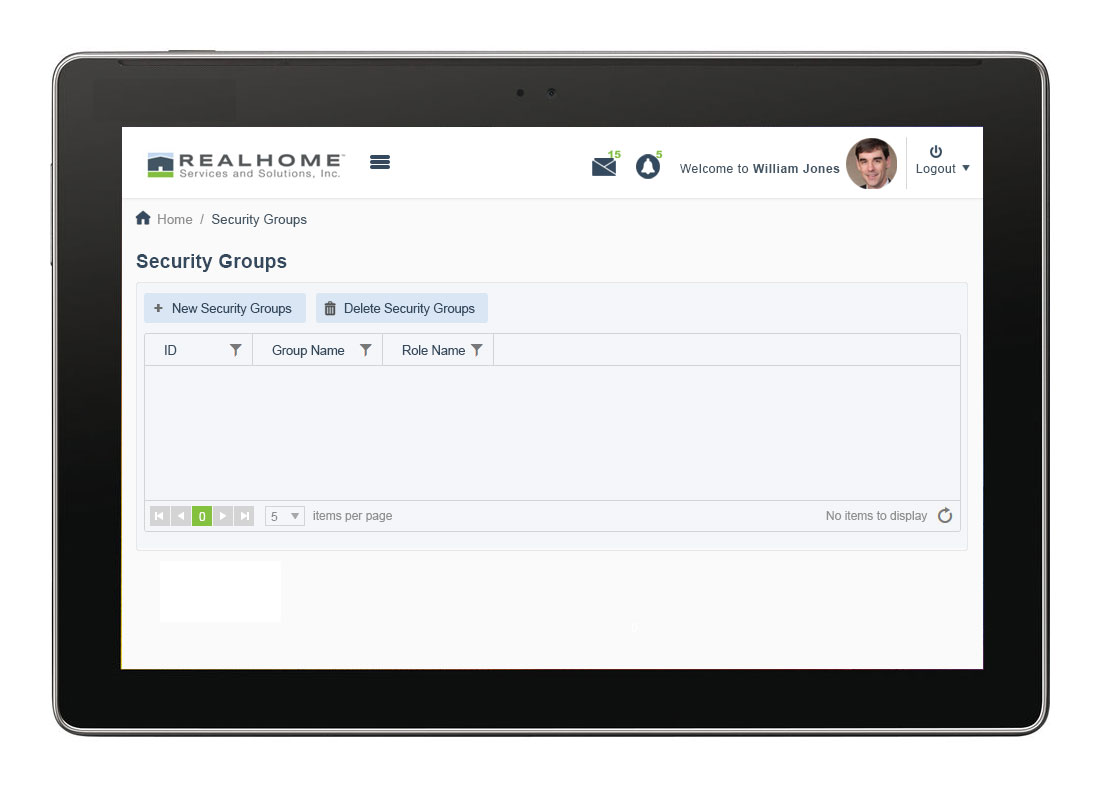 REALHOME™
Services and Solutions, Inc.
15
5
Welcome to William Jones
Logout
Home / Security Groups
Security Groups
+ New Security Groups
Delete Security Groups
ID
Group Name
Role Name
0
5
items per page
No items to display